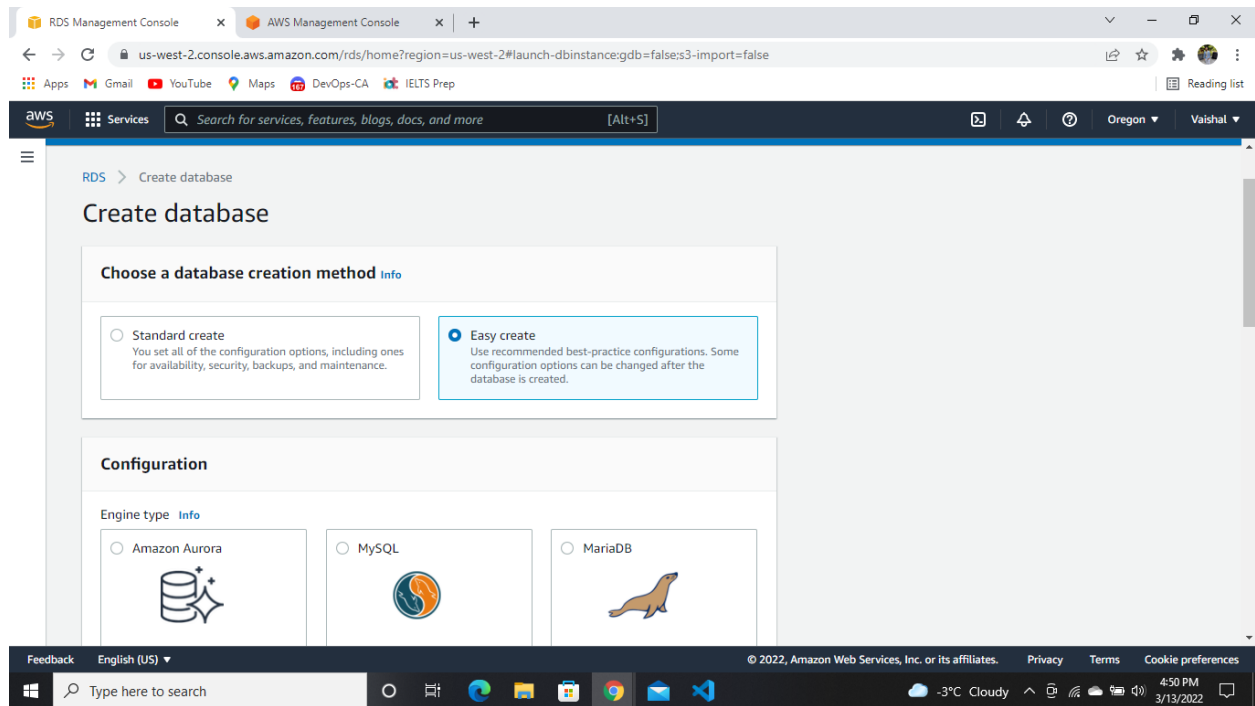 RDS Management Console
AWS Management Console
us-west-2.console.aws.amazon.com/rds/home?region=us-west-2#launch-dbinstance:gdb=false;s3-import=false
Apps Gmail YouTube Maps 167 DevOps-CA IELTS Prep Reading list
aws Services Search for services, features, blogs, docs, and more [Alt+S] Oregon Vaishal
RDS > Create database
Create database
Choose a database creation method Info
Standard create
You set all of the configuration options, including ones
for availability, security, backups, and maintenance.
Easy create
Use recommended best-practice configurations. Some
configuration options can be changed after the
database is created.
Configuration
Engine type Info
Amazon Aurora
MySQL
MariaDB
Feedback English (US) © 2022, Amazon Web Services, Inc. or its affiliates. Privacy Terms Cookie preferences
Type here to search
-3°C Cloudy
4:50 PM
3/13/2022